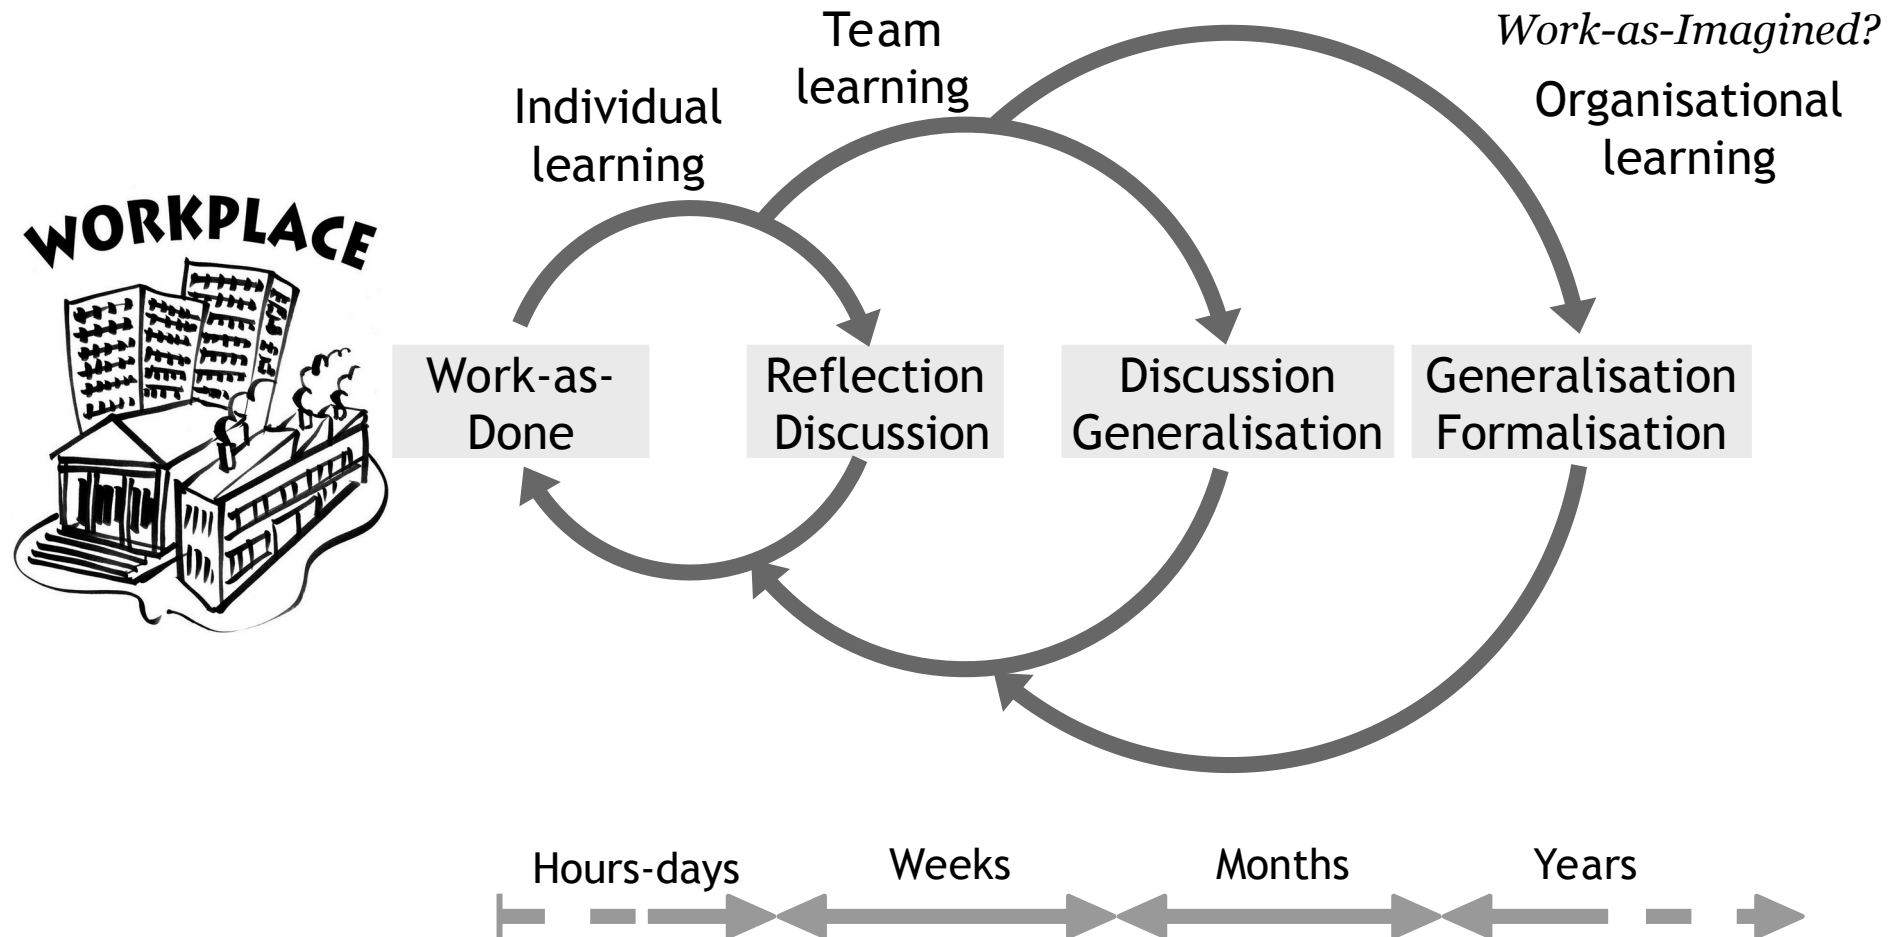 Work-as-Imagined?
Team
learning
Individual
learning
Organisational
learning
WORKPLACE
Work-as-
Done
Reflection
Discussion
Discussion
Generalisation
Generalisation
Formalisation
Hours-days
Weeks
Months
Years